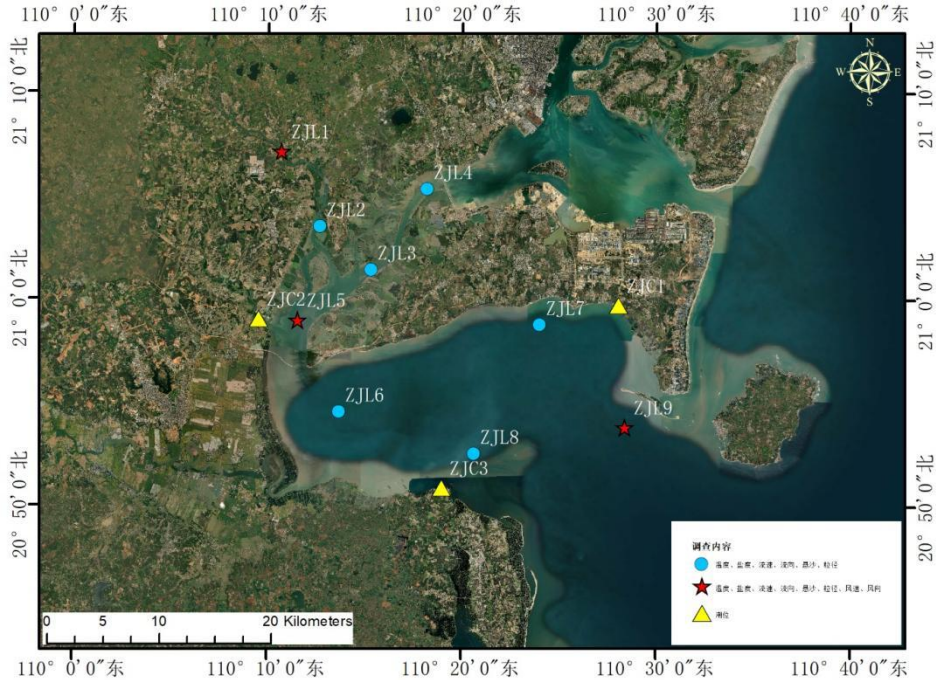 110° 0′0″东
110° 10′0″东
110° 20′0″东
110° 30′0″东
110° 40′0″东
21° 10′0″北
21° 10′0″北
N
W
E
S
ZJL1
ZJL4
ZJL2
ZJL3
ZJC2
ZJL5
ZJC1
ZJL7
21° 0′0″北
21° 0′0″北
ZJL6
ZJL9
ZJL8
ZJC3
20° 50′0″北
20° 50′0″北
调查内容
温度、盐度、流速、流向、悬沙、粒径
温度、盐度、流速、流向、悬沙、粒径、风速、风向
潮位
0 5 10 20 Kilometers
110° 0′0″东
110° 10′0″东
110° 20′0″东
110° 30′0″东
110° 40′0″东